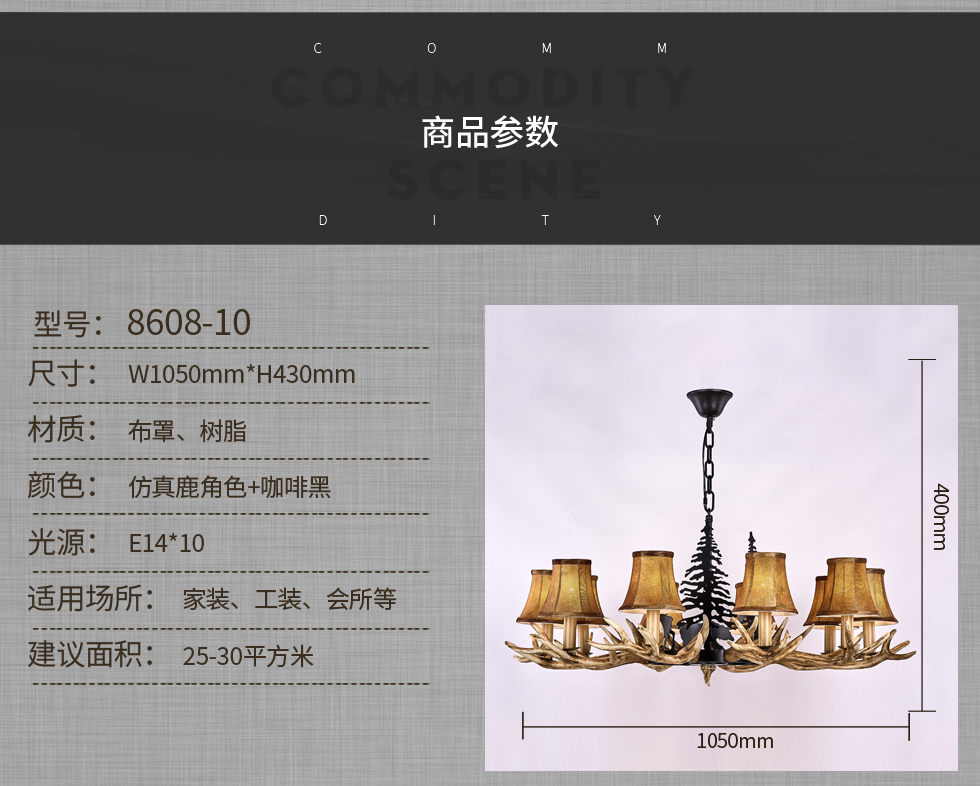 C O M M
COMMODITY
商品参数
SCENE
D I T Y
型号： 8608-10
尺寸： W1050mm*H430mm
材质： 布罩、树脂
颜色： 仿真鹿角色+咖啡黑
光源： E14*10
适用场所： 家装、工装、会所等
建议面积： 25-30平方米
400mm
1050mm